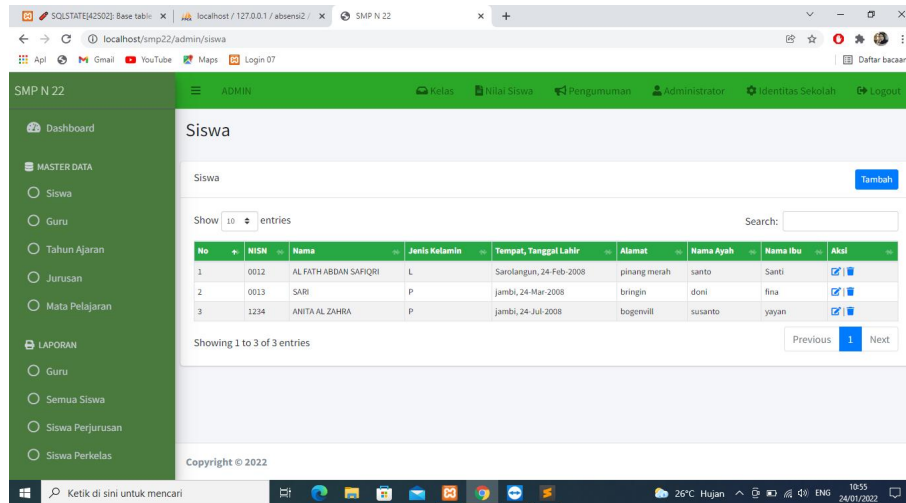 SQLSTATE[42S02]: Base table
localhost / 127.0.0.1 / absensi2 /
SMP N 22
localhost/smp22/admin/siswa
Apl
Gmail
YouTube
Maps
Login 07
Daftar bacaan
SMP N 22
ADMIN
Kelas
Nilai Siswa
Pengumuman
Administrator
Identitas Sekolah
Logout
Dashboard
MASTER DATA
Siswa
Guru
Tahun Ajaran
Jurusan
Mata Pelajaran
LAPORAN
Guru
Semua Siswa
Siswa Perjurusan
Siswa Perkelas
Siswa
Siswa
Tambah
Show 10 entries
Search:
No NISN Nama Jenis Kelamin Tempat, Tanggal Lahir Alamat Nama Ayah Nama Ibu Aksi
1 0012 AL FATH ABDAN SAFIQRI L Sarolangun, 24-Feb-2008 pinang merah santo Santi |
2 0013 SARI P jambi, 24-Mar-2008 bringin doni fina |
3 1234 ANITA AL ZAHRA P jambi, 24-Jul-2008 bogenvill susanto yayan |
Showing 1 to 3 of 3 entries
Previous 1 Next
Copyright © 2022
Ketik di sini untuk mencari
26°C Hujan
ENG
10:55
24/01/2022